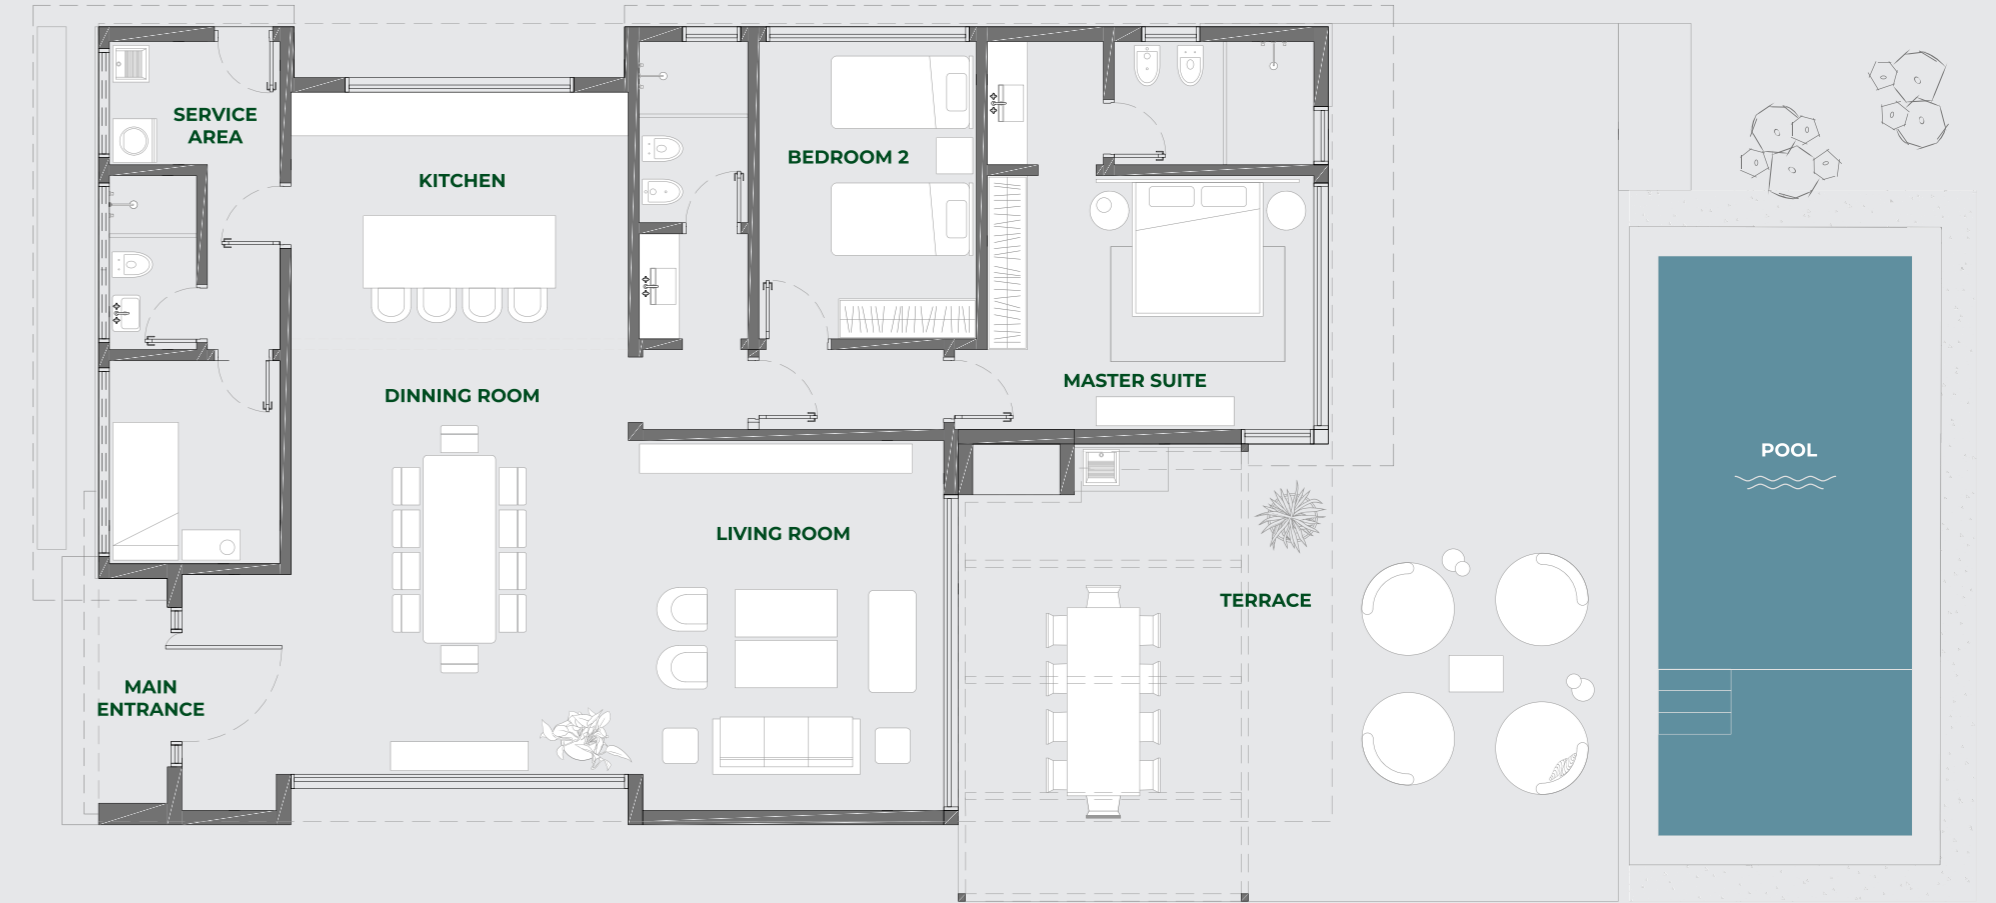 SERVICE
AREA
KITCHEN
BEDROOM 2
DINNING ROOM
MASTER SUITE
LIVING ROOM
TERRACE
POOL
MAIN
ENTRANCE